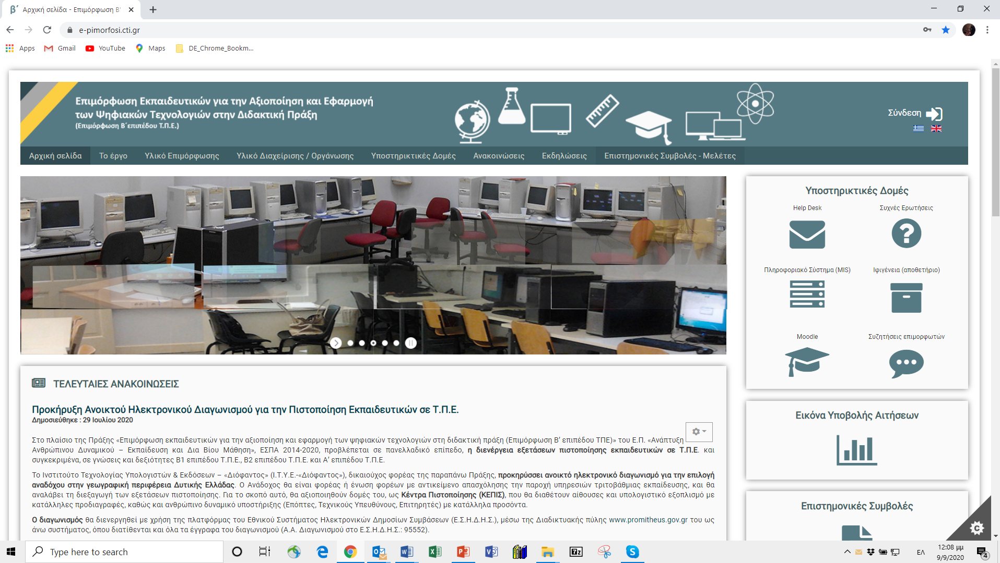 β΄ Αρχική σελίδα - Επιμόρφωση Β'
e-pimorfosi.cti.gr
Apps Gmail YouTube Maps DE_Chrome_Bookm...
Επιμόρφωση Εκπαιδευτικών για την Αξιοποίηση και Εφαρμογή
των Ψηφιακών Τεχνολογιών στην Διδακτική Πράξη
(Επιμόρφωση Β΄επιπέδου Τ.Π.Ε.)
Σύνδεση
Αρχική σελίδα Το έργο Υλικό Επιμόρφωσης Υλικό Διαχείρισης / Οργάνωσης Υποστηρικτικές Δομές Ανακοινώσεις Εκδηλώσεις Επιστημονικές Συμβολές - Μελέτες
Υποστηρικτικές Δομές
Help Desk Συχνές Ερωτήσεις
Πληροφοριακό Σύστημα (MIS) Ιφιγένεια (αποθετήριο)
Moodle Συζητήσεις επιμορφωτών
ΤΕΛΕΥΤΑΙΕΣ ΑΝΑΚΟΙΝΩΣΕΙΣ
Προκήρυξη Ανοικτού Ηλεκτρονικού Διαγωνισμού για την Πιστοποίηση Εκπαιδευτικών σε Τ.Π.Ε.
Δημοσιεύθηκε : 29 Ιουλίου 2020
Στο πλαίσιο της Πράξης «Επιμόρφωση εκπαιδευτικών για την αξιοποίηση και εφαρμογή των ψηφιακών τεχνολογιών στη διδακτική πράξη (Επιμόρφωση Β’ επιπέδου ΤΠΕ)» του Ε.Π. «Ανάπτυξη
Ανθρώπινου Δυναμικού – Εκπαίδευση και Δια Βίου Μάθηση», ΕΣΠΑ 2014-2020, προβλέπεται σε πανελλαδικό επίπεδο, η διενέργεια εξετάσεων πιστοποίησης εκπαιδευτικών σε Τ.Π.Ε. και
συγκεκριμένα, σε γνώσεις και δεξιότητες Β1 επιπέδου Τ.Π.Ε., Β2 επιπέδου Τ.Π.Ε. και Α’ επιπέδου Τ.Π.Ε.
Το Ινστιτούτο Τεχνολογίας Υπολογιστών & Εκδόσεων – «Διόφαντος» (Ι.Τ.Υ.Ε.-«Διόφαντος»), δικαιούχος φορέας της παραπάνω Πράξης, προκηρύσσει ανοικτό ηλεκτρονικό διαγωνισμό για την επιλογή
αναδόχου στην γεωγραφική περιφέρεια Δυτικής Ελλάδας. Ο Ανάδοχος θα είναι φορέας ή ένωση φορέων με αντικείμενο απασχόλησης την παροχή υπηρεσιών τριτοβάθμιας εκπαίδευσης, και θα
αναλάβει τη διεξαγωγή των εξετάσεων πιστοποίησης. Για το σκοπό αυτό, θα αξιοποιηθούν δομές του, ως Κέντρα Πιστοποίησης (ΚΕΠΙΣ), που θα διαθέτουν αίθουσες και υπολογιστικό εξοπλισμό με
κατάλληλες προδιαγραφές, καθώς και ανθρώπινο δυναμικό υποστήριξης (Επόπτες, Τεχνικούς Υπευθύνους, Επιτηρητές) με κατάλληλα προσόντα.
Ο διαγωνισμός θα διενεργηθεί με χρήση της πλατφόρμας του Εθνικού Συστήματος Ηλεκτρονικών Δημοσίων Συμβάσεων (Ε.Σ.Η.ΔΗ.Σ.), μέσω της Διαδικτυακής πύλης www.promitheus.gov.gr του ως
άνω συστήματος, όπου διατίθενται και όλα τα έγγραφα του διαγωνισμού (Α.Α. Διαγωνισμού στο Ε.Σ.Η.ΔΗ.Σ.: 95552).
Εικόνα Υποβολής Αιτήσεων
Επιστημονικές Συμβολές
Type here to search
ΕΛ
12:08 μμ
9/9/2020
4